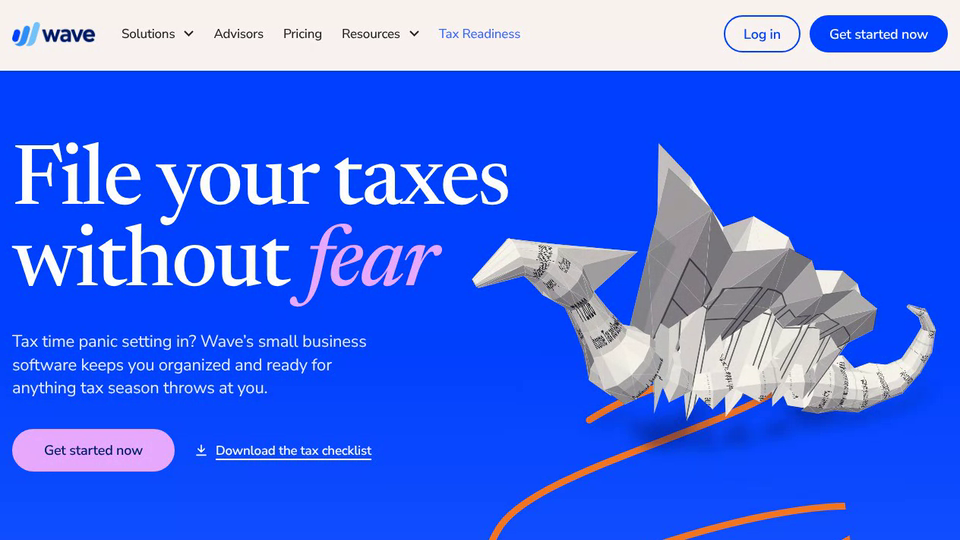 wave
Solutions
Advisors
Pricing
Resources
Tax Readiness
Log in
Get started now
File your taxes
without fear
Tax time panic setting in? Wave's small business
software keeps you organized and ready for
anything tax season throws at you.
Get started now
Download the tax checklist